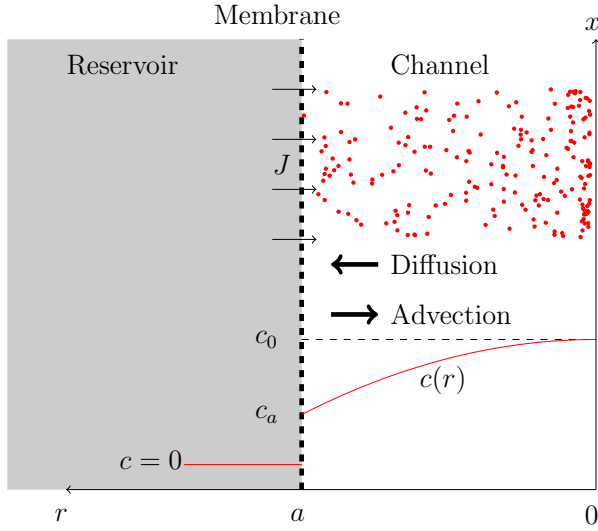 Membrane
x
Reservoir
Channel
J
Diffusion
Advection
c₀
c(r)
cₐ
c = 0
r
a
0